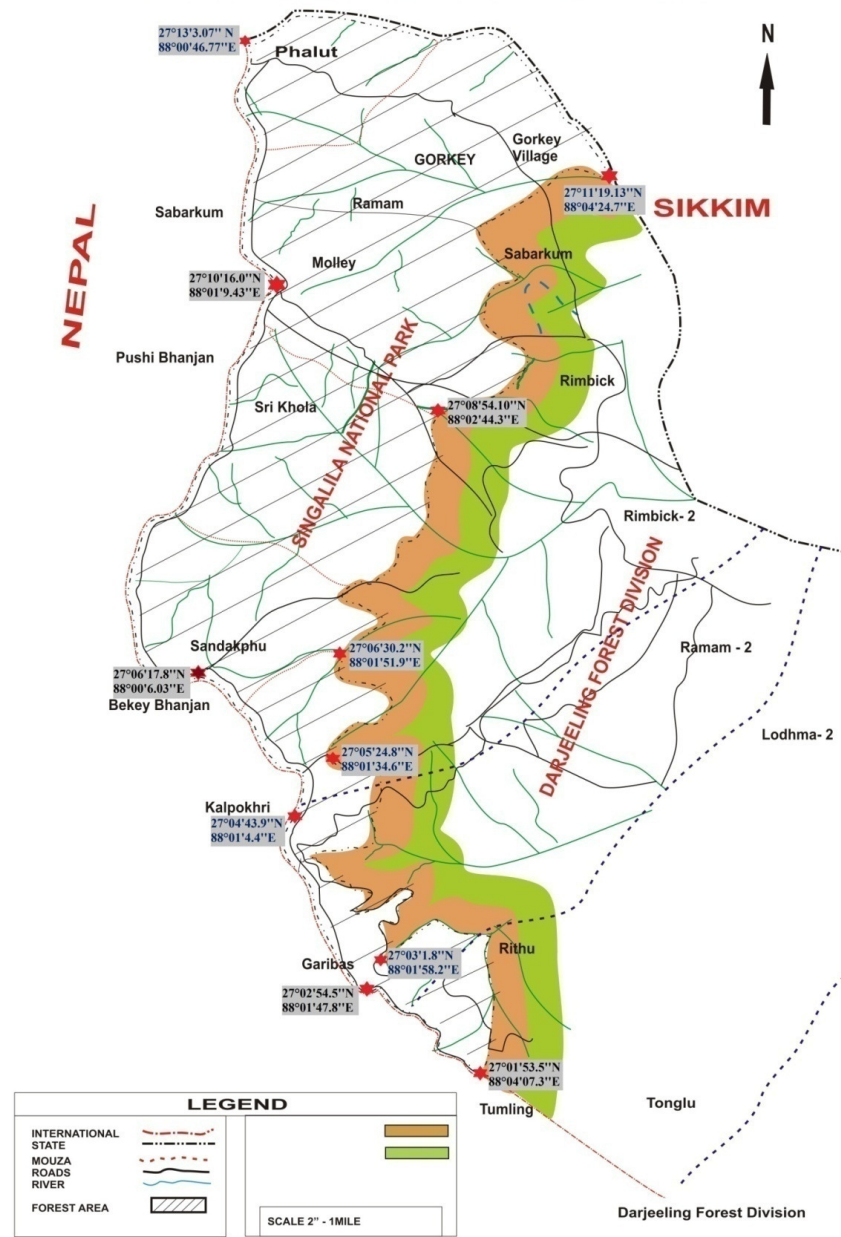 27°13'3.07'' N
88°00'46.77''E
Phalut
N
Gorkey
Village
GORKEY
27°11'19.13''N
88°04'24.7''E
SIKKIM
NEPAL
Sabarkum
Ramam
Sabarkum
Molley
27°10'16.0''N
88°01'9.43''E
Pushi Bhanjan
Rimbick
Sri Khola
SINGALILA NATIONAL PARK
27°08'54.10''N
88°02'44.3''E
Rimbick- 2
DARJEELING FOREST DIVISION
Sandakphu
27°06'30.2''N
88°01'51.9''E
Ramam - 2
27°06'17.8''N
88°00'6.03''E
Bekey Bhanjan
Lodhma- 2
27°05'24.8''N
88°01'34.6''E
Kalpokhri
27°04'43.9''N
88°01'4.4''E
Rithu
27°03'1.8''N
88°01'58.2''E
Garibas
27°02'54.5''N
88°01'47.8''E
27°01'53.5''N
88°04'07.3''E
Tumling
Tonglu
LEGEND
INTERNATIONAL
STATE
MOUZA
ROADS
RIVER
FOREST AREA
SCALE 2'' - 1MILE
Darjeeling Forest Division